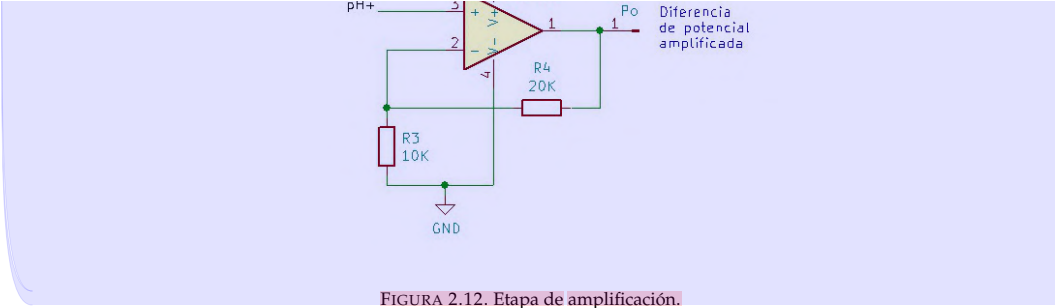 pH+
3
+
V+
1
Po
1
Diferencia
de potencial
amplificada
2
-
V-
4
R4
20K
R3
10K
GND
FIGURA 2.12. Etapa de amplificación.